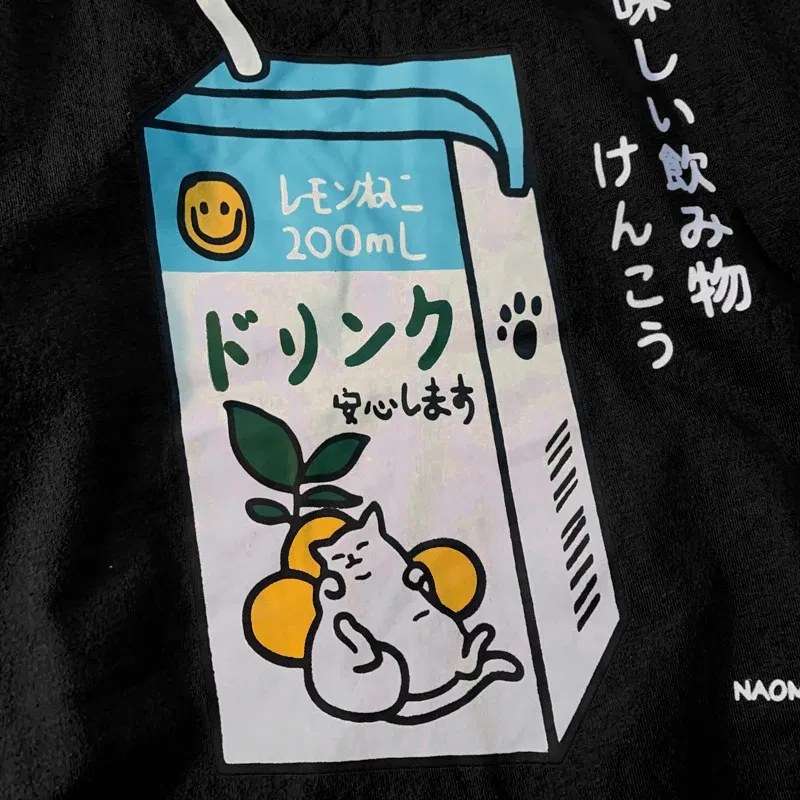 味しい飲み物
けんこう
レモンねこ
200mL
ドリンク
安心します
NAOM